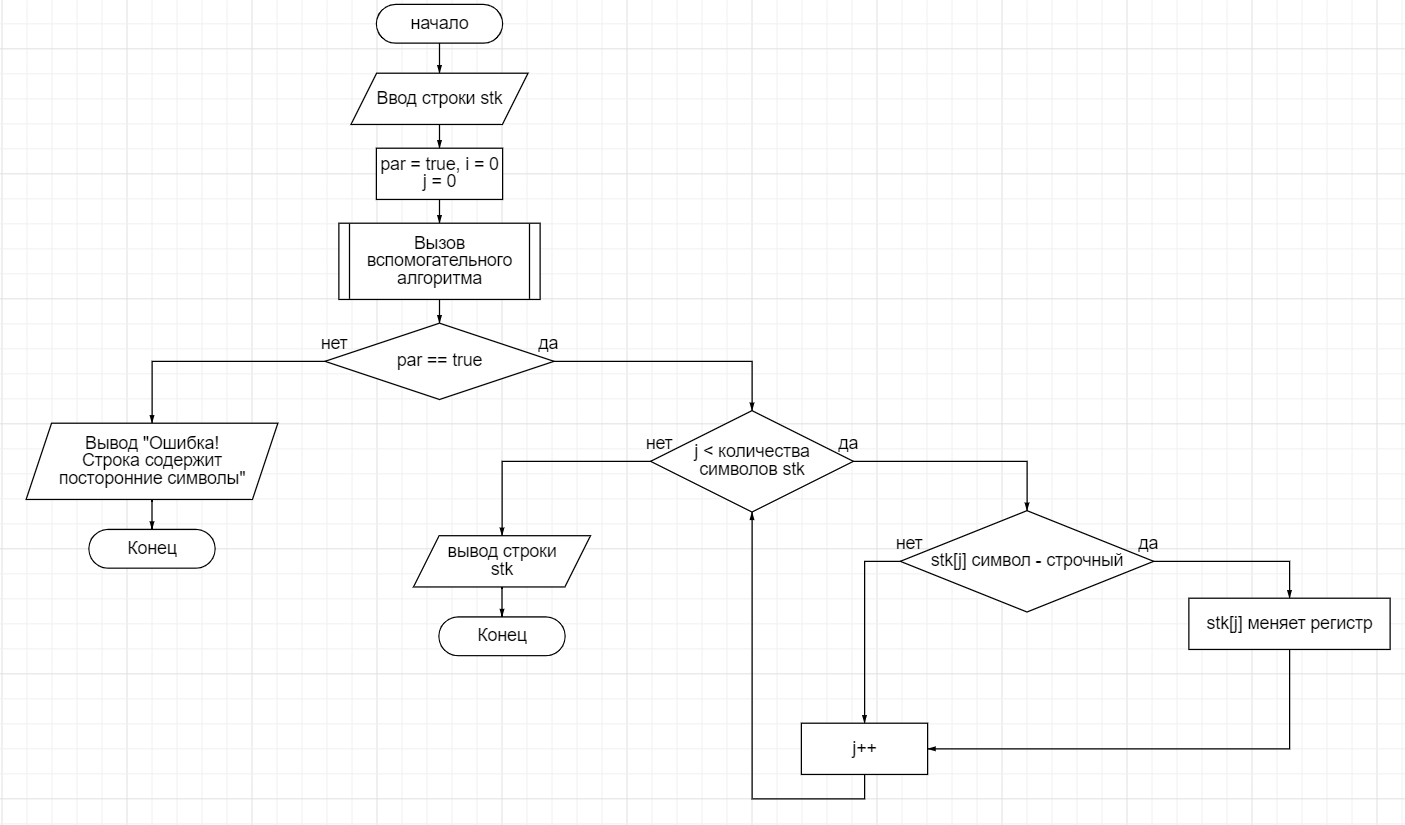 начало
Ввод строки stk
par = true, i = 0
j = 0
Вызов
вспомогательного
алгоритма
нет
да
par == true
Вывод "Ошибка!
Строка содержит
посторонние символы"
Конец
нет
да
j < количества
символов stk
вывод строки
stk
Конец
нет
да
stk[j] символ - строчный
stk[j] меняет регистр
j++